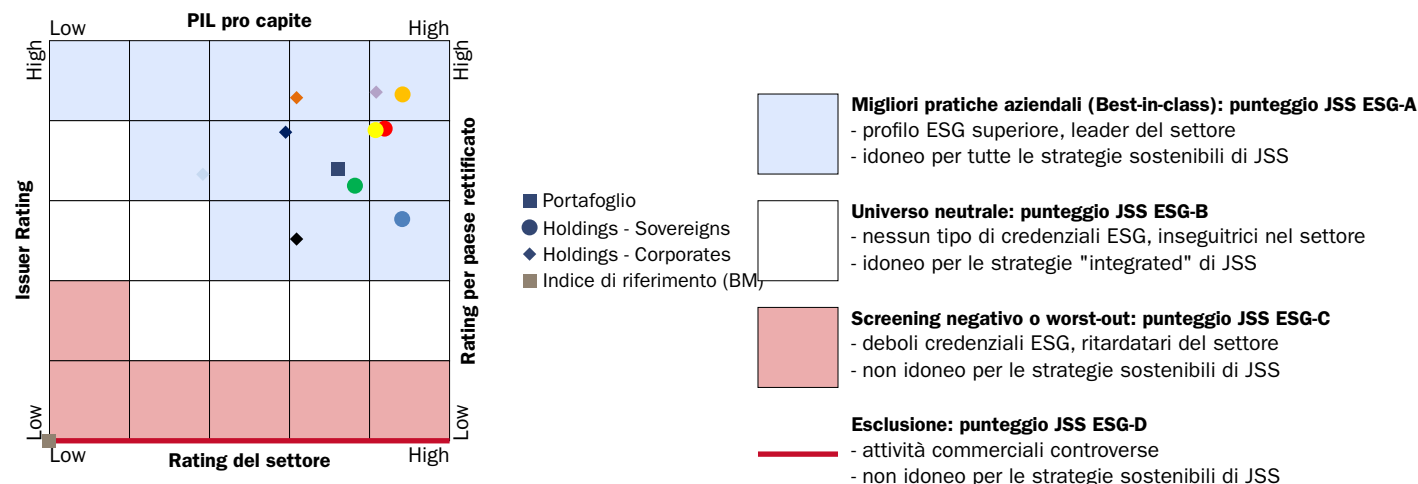 PIL pro capite
Low
High
High
High
Issuer Rating
Rating per paese rettificato
Low
Low
Low
High
Rating del settore
Portafoglio
Holdings - Sovereigns
Holdings - Corporates
Indice di riferimento (BM)
Migliori pratiche aziendali (Best-in-class): punteggio JSS ESG-A
- profilo ESG superiore, leader del settore
- idoneo per tutte le strategie sostenibili di JSS
Universo neutrale: punteggio JSS ESG-B
- nessun tipo di credenziali ESG, inseguitrici nel settore
- idoneo per le strategie "integrated" di JSS
Screening negativo o worst-out: punteggio JSS ESG-C
- deboli credenziali ESG, ritardatari del settore
- non idoneo per le strategie sostenibili di JSS
Esclusione: punteggio JSS ESG-D
- attività commerciali controverse
- non idoneo per le strategie sostenibili di JSS